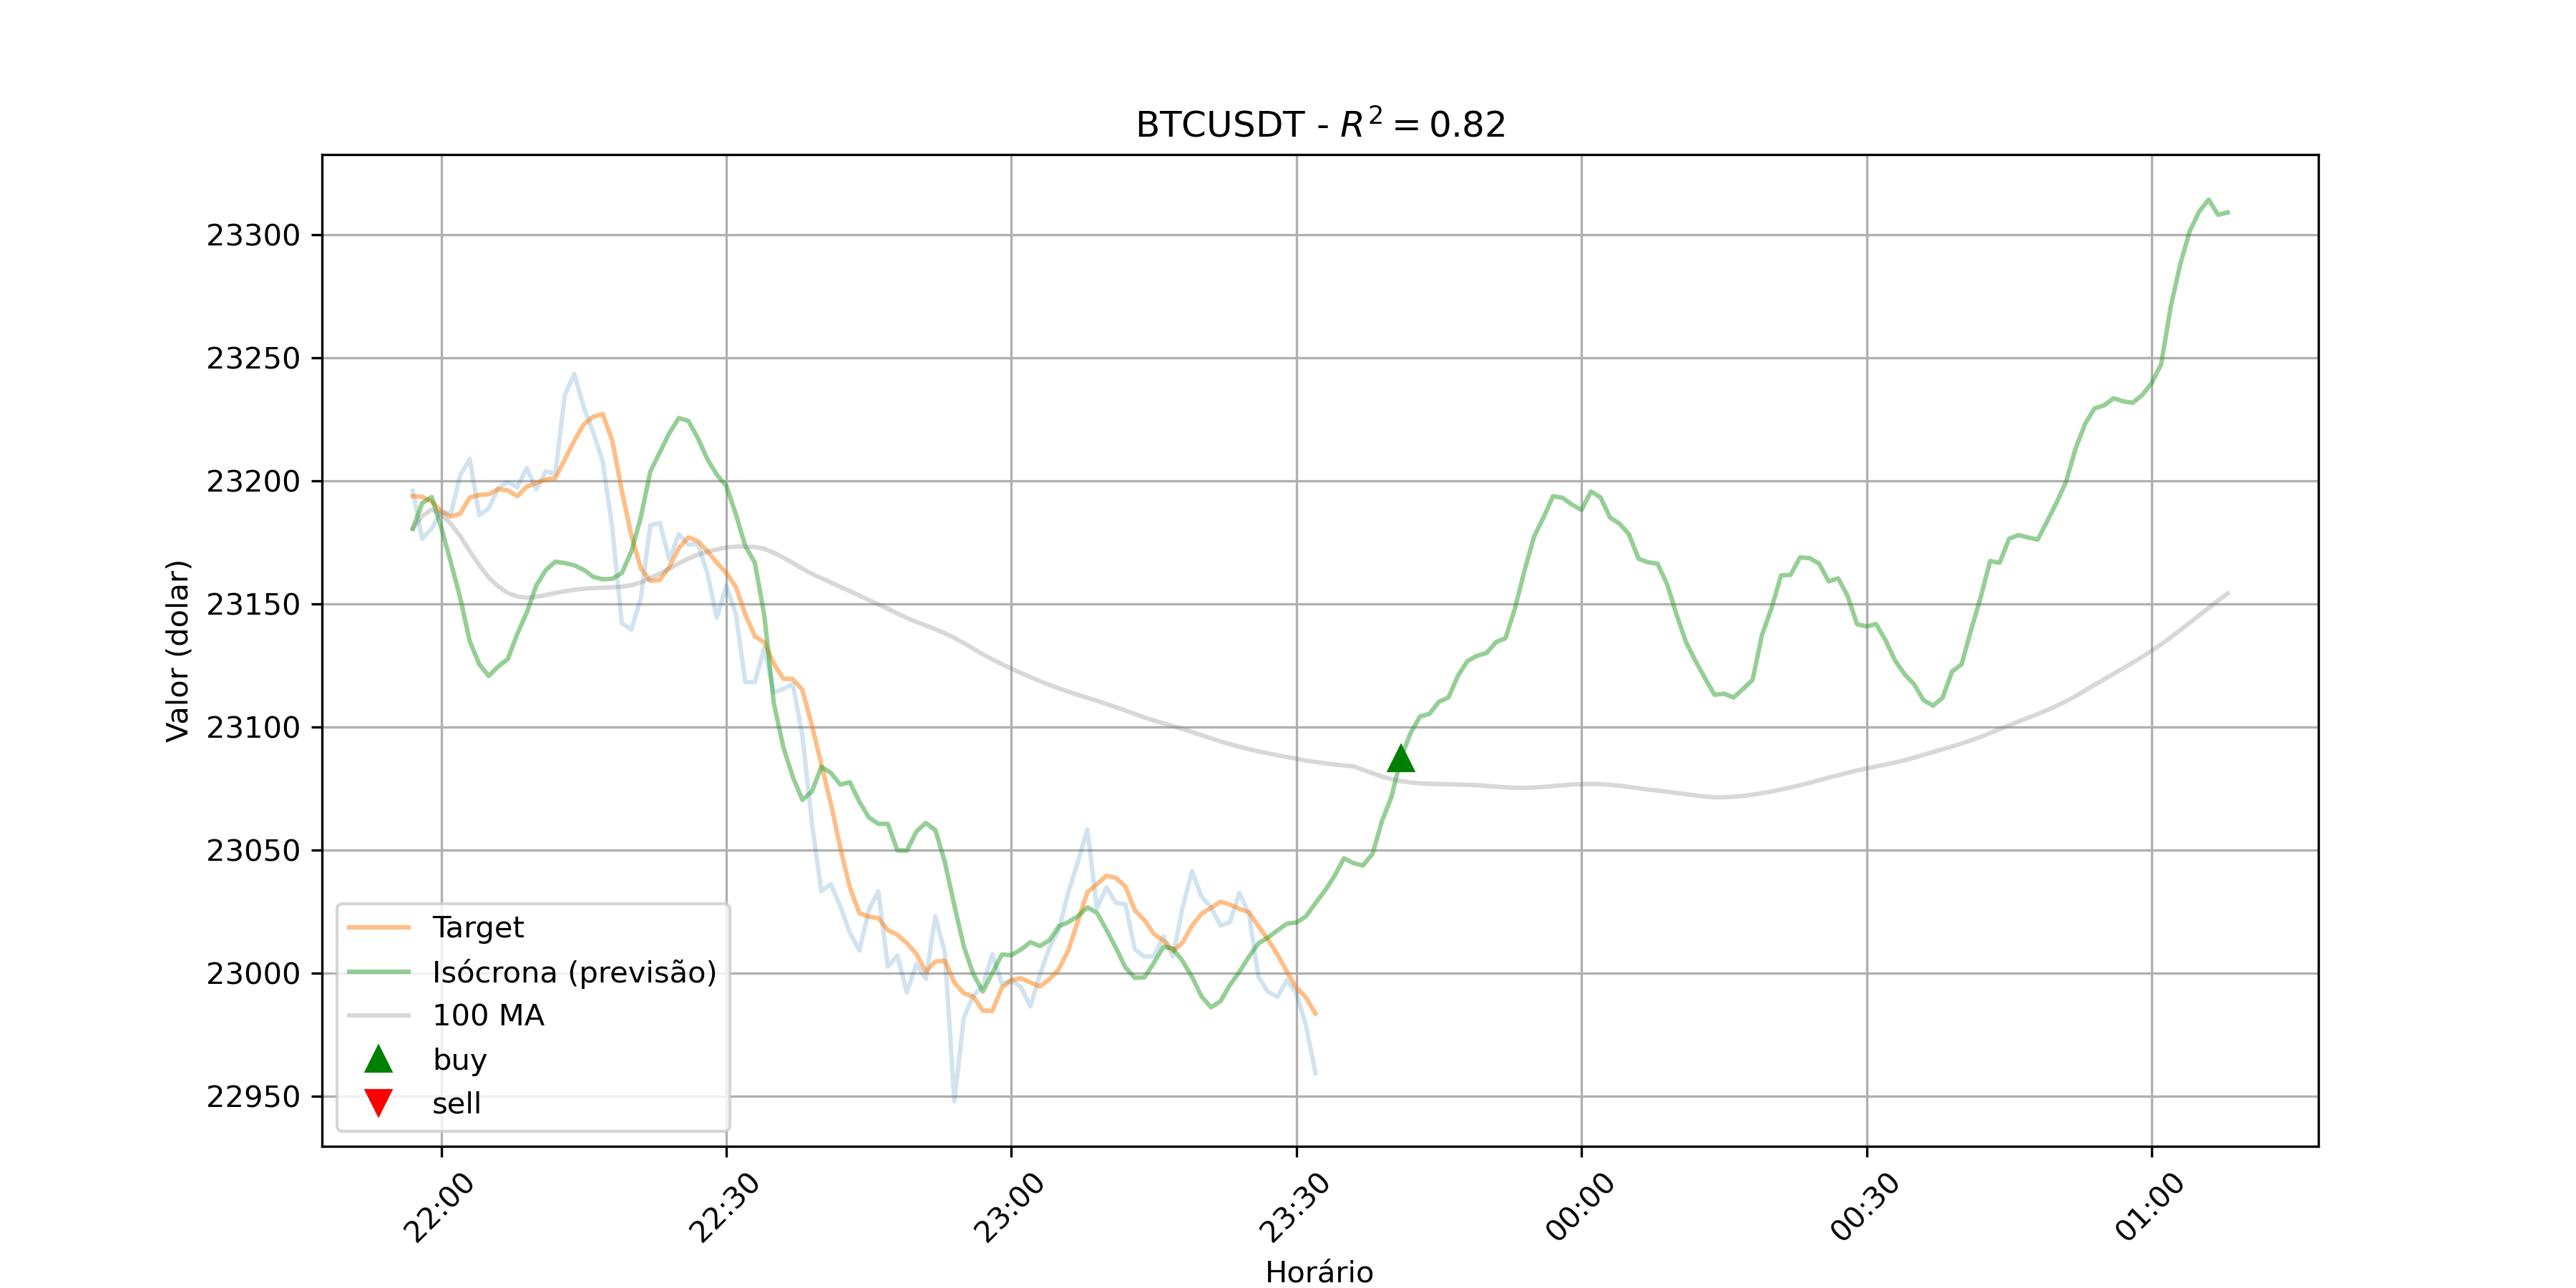 BTCUSDT - R² = 0.82
Valor (dolar)
23300
23250
23200
23150
23100
23050
23000
22950
Target
Isócrona (previsão)
100 MA
buy
sell
22:00
22:30
23:00
23:30
00:00
00:30
01:00
Horário